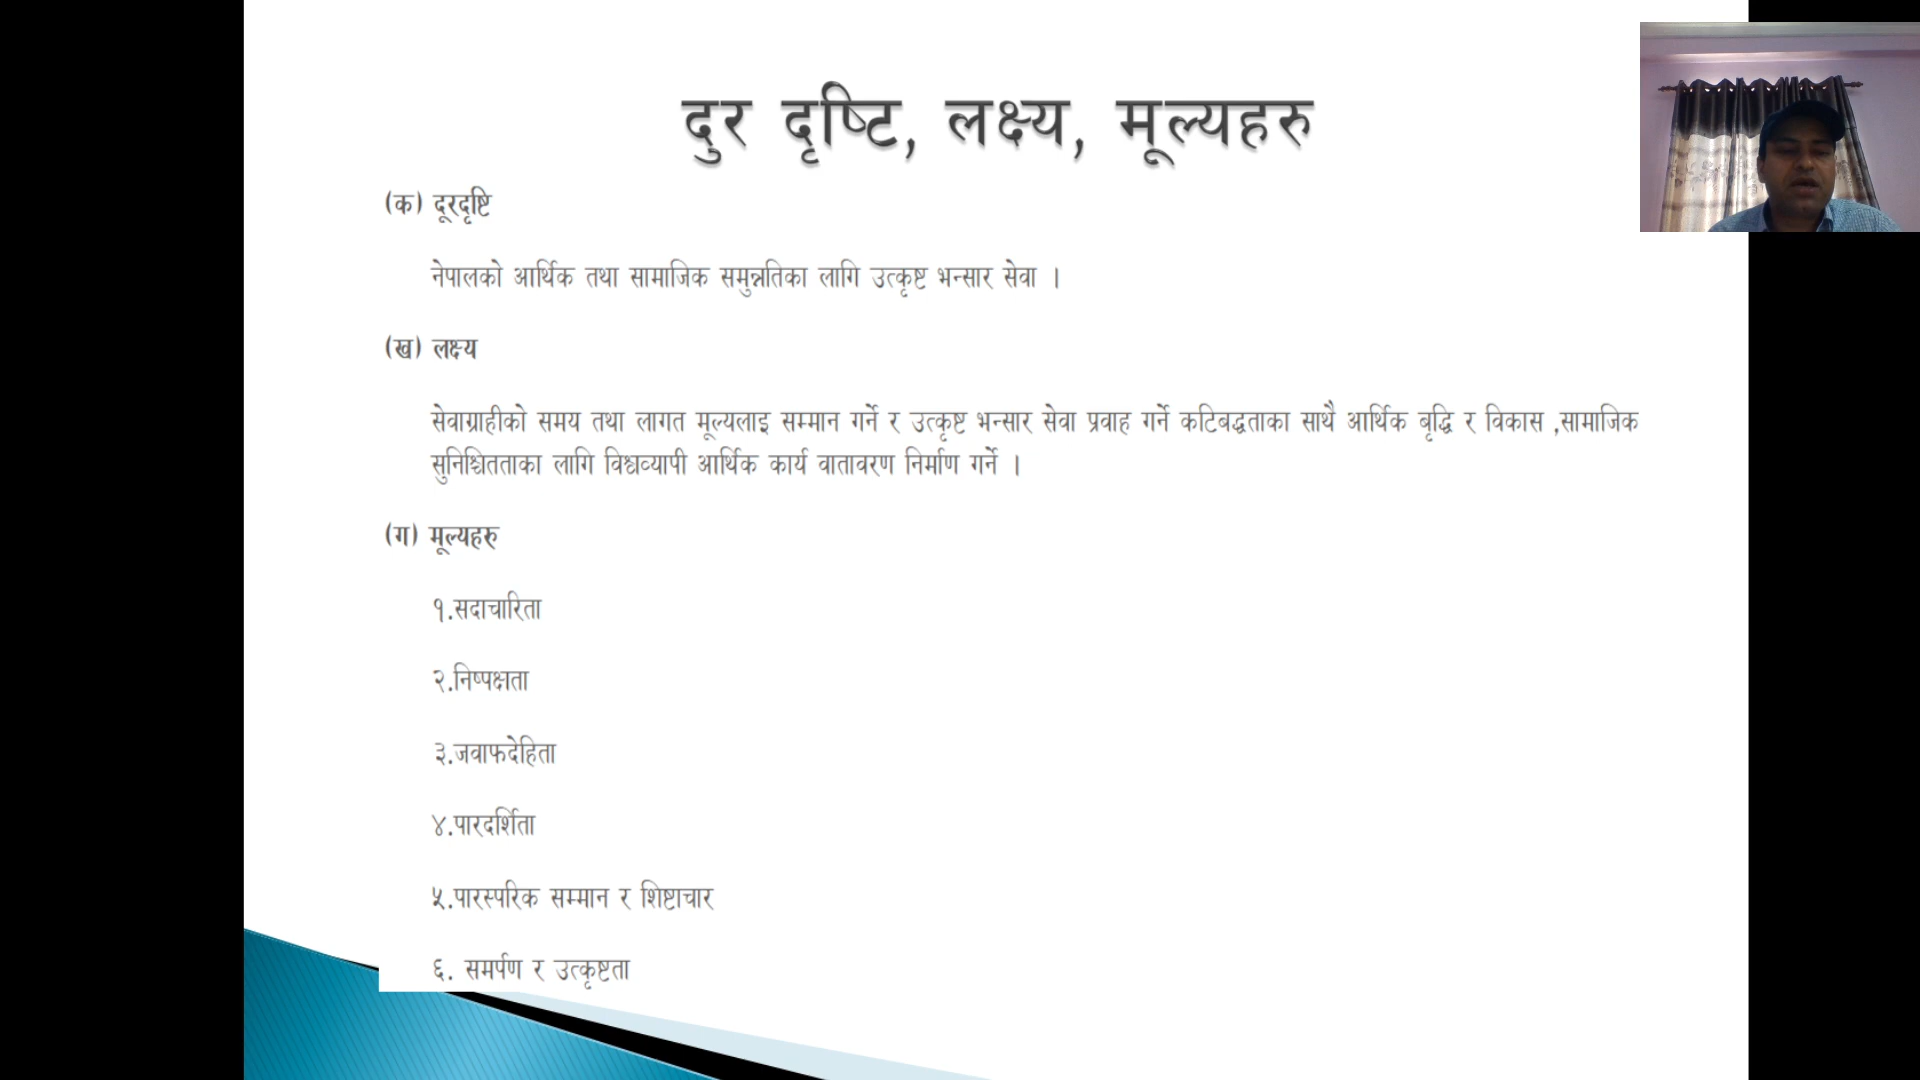 दुर दृष्टि, लक्ष्य, मूल्यहरु
(क) दूरदृष्टि
नेपालको आर्थिक तथा सामाजिक समुन्नतिका लागि उत्कृष्ट भन्सार सेवा ।
(ख) लक्ष्य
सेवाग्राहीको समय तथा लागत मूल्यलाइ सम्मान गर्ने र उत्कृष्ट भन्सार सेवा प्रवाह गर्ने कटिबद्धताका साथै आर्थिक बृद्धि र विकास ,सामाजिक
सुनिश्चितताका लागि विश्वव्यापी आर्थिक कार्य वातावरण निर्माण गर्ने ।
(ग) मूल्यहरु
१.सदाचारिता
२.निष्पक्षता
३.जवाफदेहिता
४.पारदर्शिता
५.पारस्परिक सम्मान र शिष्टाचार
६. समर्पण र उत्कृष्टता